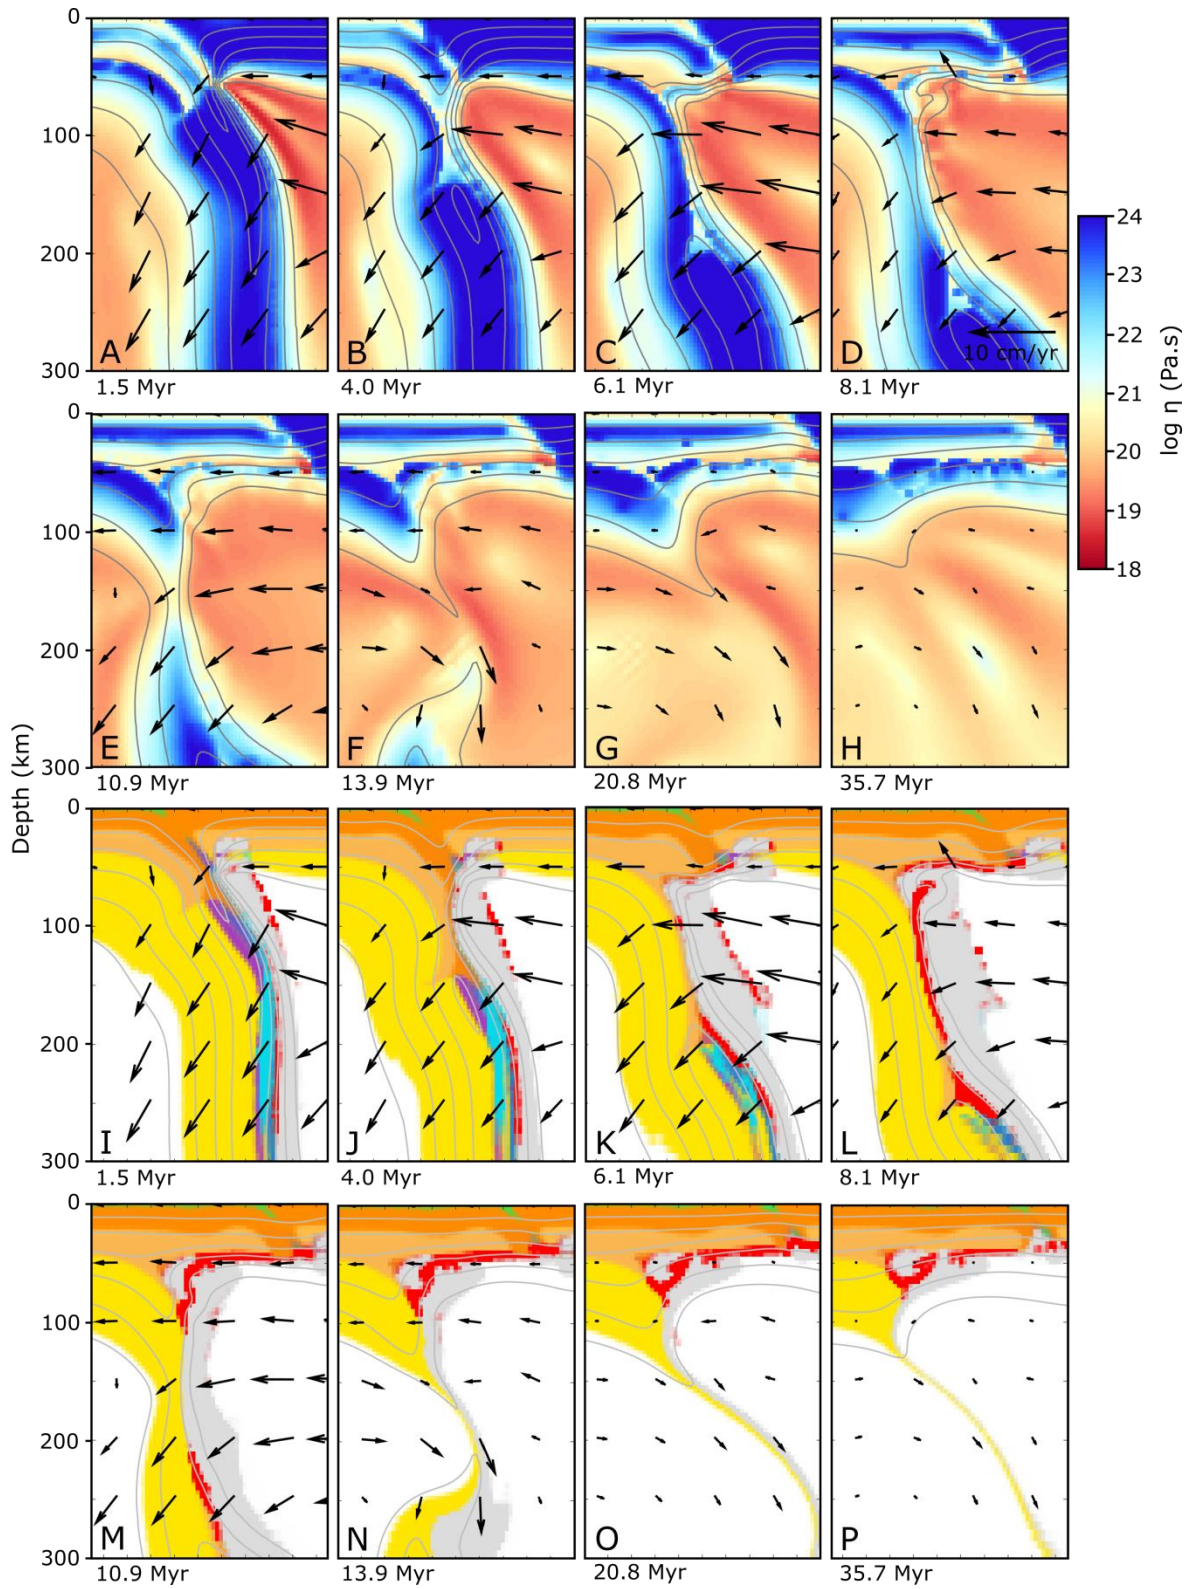 0
100
200
300
A B C D
10 cm/yr
1.5 Myr 4.0 Myr 6.1 Myr 8.1 Myr
24
23
22
21
20
19
18
log η (Pa.s)
0
100
200
300
E F G H
10.9 Myr 13.9 Myr 20.8 Myr 35.7 Myr
Depth (km)
0
100
200
300
I J K L
1.5 Myr 4.0 Myr 6.1 Myr 8.1 Myr
0
100
200
300
M N O P
10.9 Myr 13.9 Myr 20.8 Myr 35.7 Myr